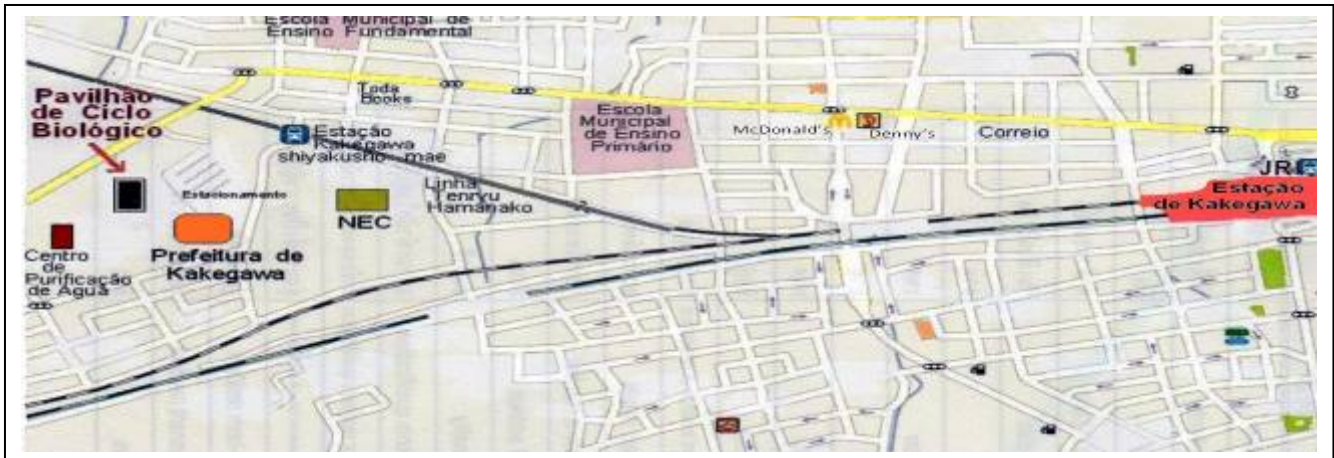 Escola Municipal de
Ensino Fundamental
Pavilhão
de Ciclo
Biológico
Toda
Books
Estação
Kakegawa
shiyakusho mae
Escola
Municipal
de Ensino
Primário
McDonald's
Denny's
Correio
JR
Estação
de Kakegawa
Estacionamento
NEC
Linha
Tenryu
Hamanako
Centro
de
Purificação
de Agua
Prefeitura de
Kakegawa